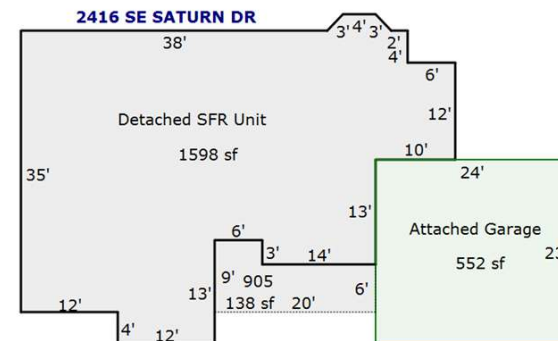 2416 SE SATURN DR
3' 4' 3'
38'
2'
4'
6'
12'
Detached SFR Unit
1598 sf
10'
35'
24'
13'
Attached Garage
552 sf
23
6'
3'
14'
9' 905
13'
138 sf 20'
6'
12'
4'
12'